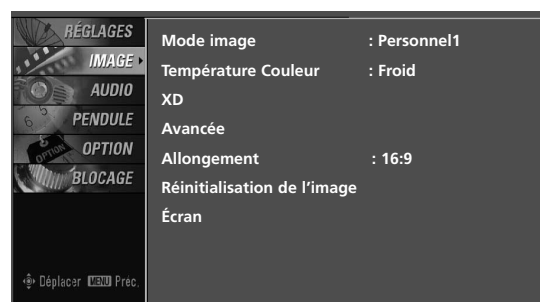 RÉGLAGES
IMAGE
AUDIO
PENDULE
OPTION
BLOCAGE
Déplacer MENU Préc.
Mode image : Personnel1
Température Couleur : Froid
XD
Avancée
Allongement : 16:9
Réinitialisation de l'image
Écran